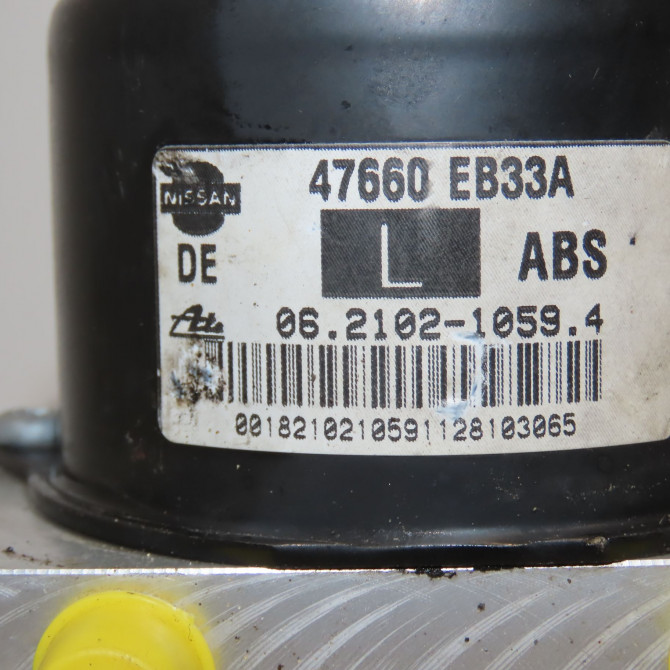 NISSAN
47660 EB33A
DE
L
ABS
Ate
06.2102-1059.4
0018210210591128103065